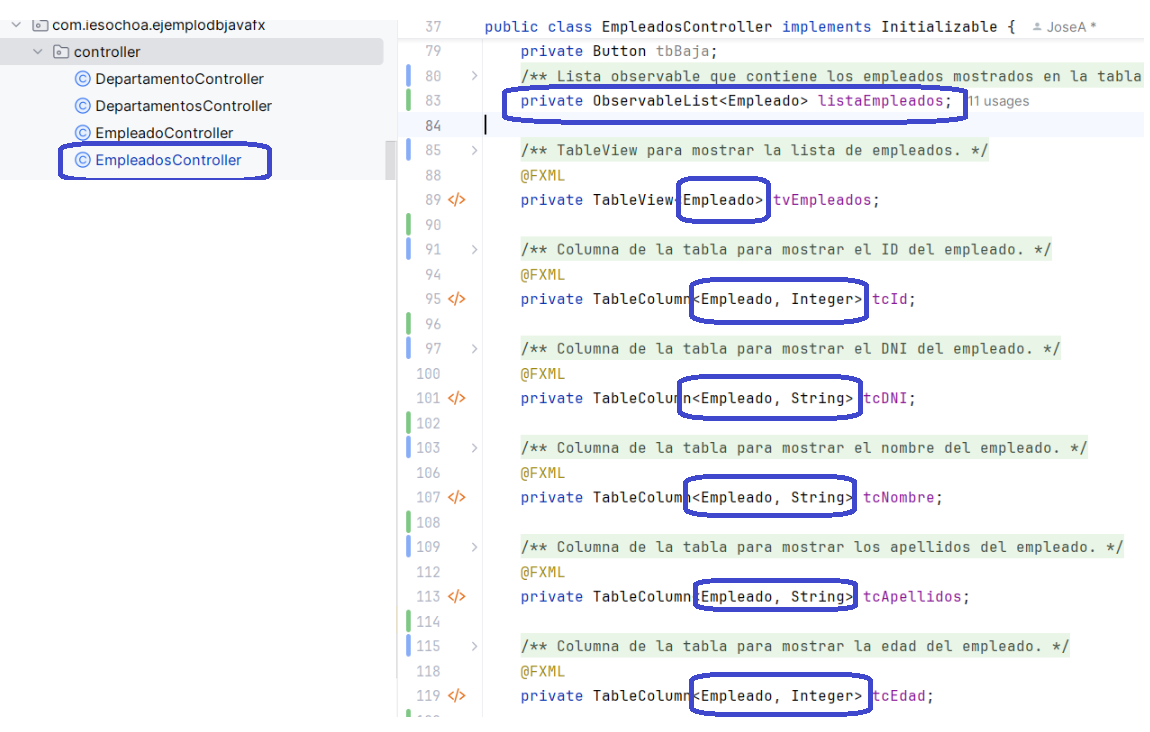 com.iesochoa.ejemplodbjavafx
controller
DepartamentoController
DepartamentosController
EmpleadoController
EmpleadosController
37 public class EmpleadosController implements Initializable { JoseA *
79 private Button tbBaja;
80 /** Lista observable que contiene los empleados mostrados en la tabla
83 private ObservableList<Empleado> listaEmpleados; 11 usages
84
85 /** TableView para mostrar la lista de empleados. */
88 @FXML
89 </> private TableView<Empleado> tvEmpleados;
90
91 /** Columna de la tabla para mostrar el ID del empleado. */
94 @FXML
95 </> private TableColumn<Empleado, Integer> tcId;
96
97 /** Columna de la tabla para mostrar el DNI del empleado. */
100 @FXML
101 </> private TableColumn<Empleado, String> tcDNI;
102
103 /** Columna de la tabla para mostrar el nombre del empleado. */
106 @FXML
107 </> private TableColumn<Empleado, String> tcNombre;
108
109 /** Columna de la tabla para mostrar los apellidos del empleado. */
112 @FXML
113 </> private TableColumn<Empleado, String> tcApellidos;
114
115 /** Columna de la tabla para mostrar la edad del empleado. */
118 @FXML
119 </> private TableColumn<Empleado, Integer> tcEdad;